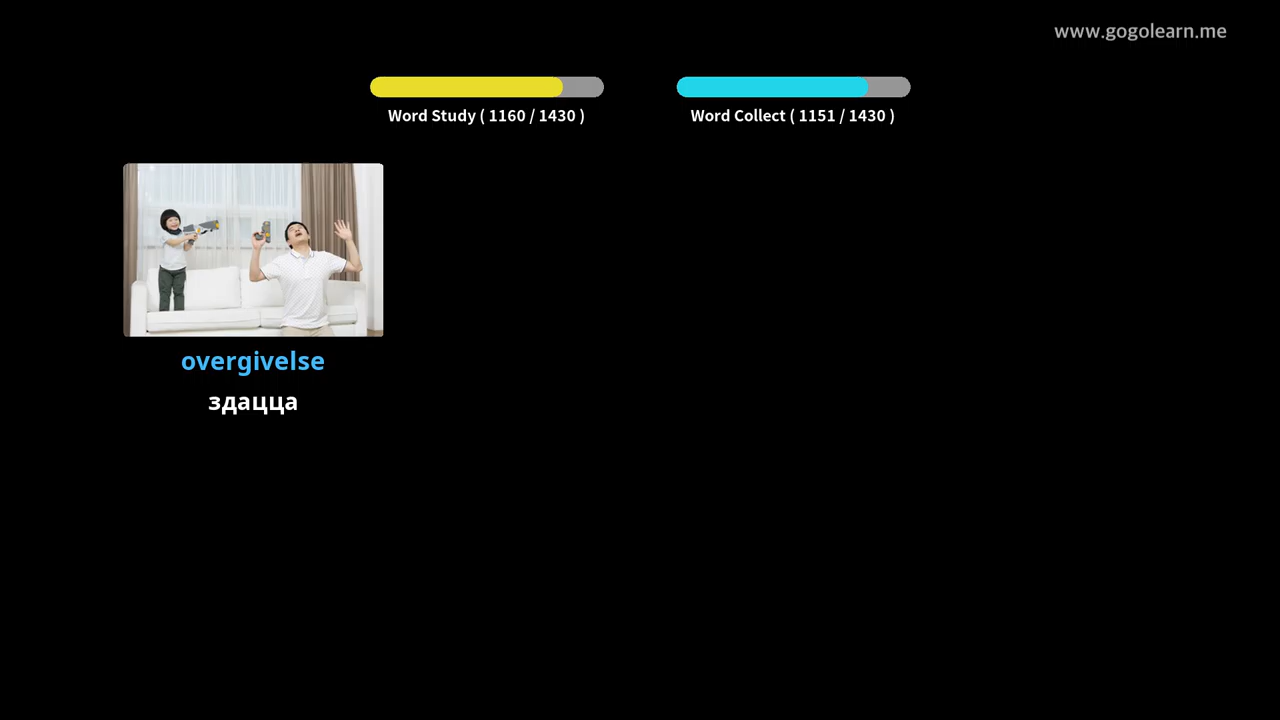 www.gogolearn.me
Word Study ( 1160 / 1430 )
Word Collect ( 1151 / 1430 )
overgivelse
здацца